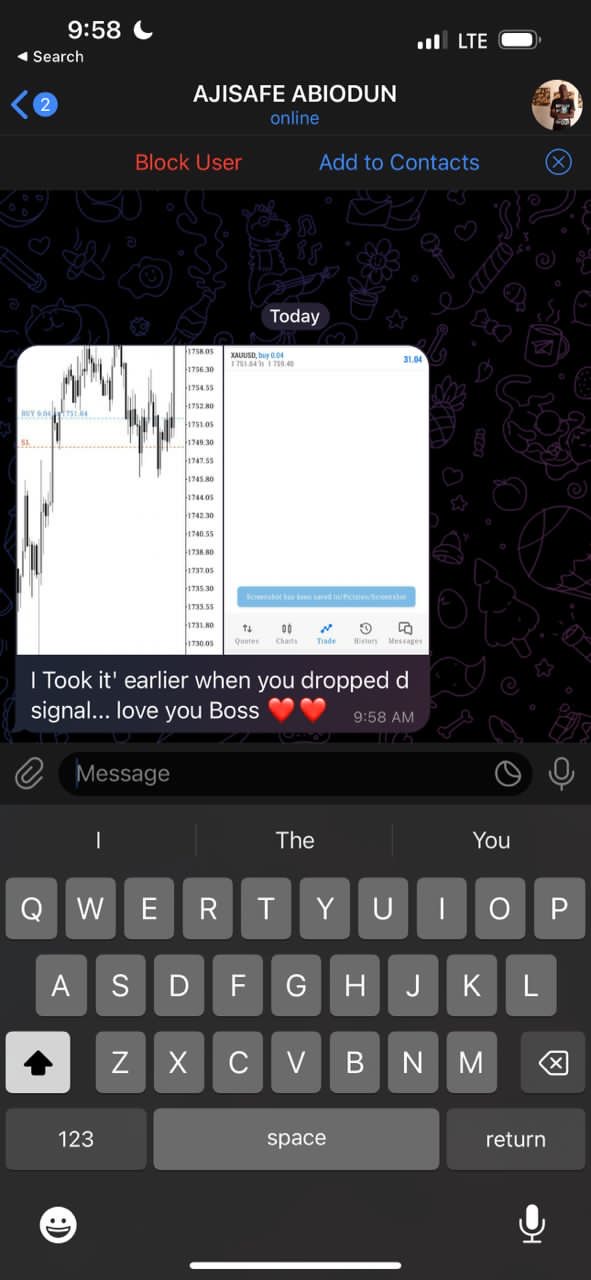 9:58
LTE
◀ Search
2
AJISAFE ABIODUN
online
Block User
Add to Contacts
Today
1758.05
1756.30
1754.55
1752.80
1751.05
1749.30
1747.55
1745.80
1744.05
1742.30
1740.55
1738.80
1737.05
1735.30
1733.55
1731.80
1730.05
BUY 0.04
1751.64
SL
XAUUSD, buy 0.04
31.04
1 751.64 1 759.40
Screenshot has been saved to/Pictures/Screenshot
Quotes
Charts
Trade
History
Messages
I Took it' earlier when you dropped d
signal... love you Boss ❤️❤️
9:58 AM
Message
I
The
You
Q W E R T Y U I O P
A S D F G H J K L
Z X C V B N M
123
space
return